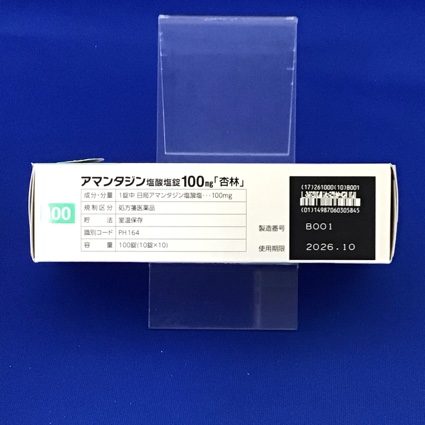 アマンタジン塩酸塩錠100mg「杏林」
成分・分量 1錠中 日局アマンタジン塩酸塩…100mg
規制区分 処方箋医薬品
貯法 室温保存
識別コード PH164
容量 100錠(10錠×10)
00
(17)261000(10)B001
(01)14987060305845
製造番号 B001
使用期限 2026.10